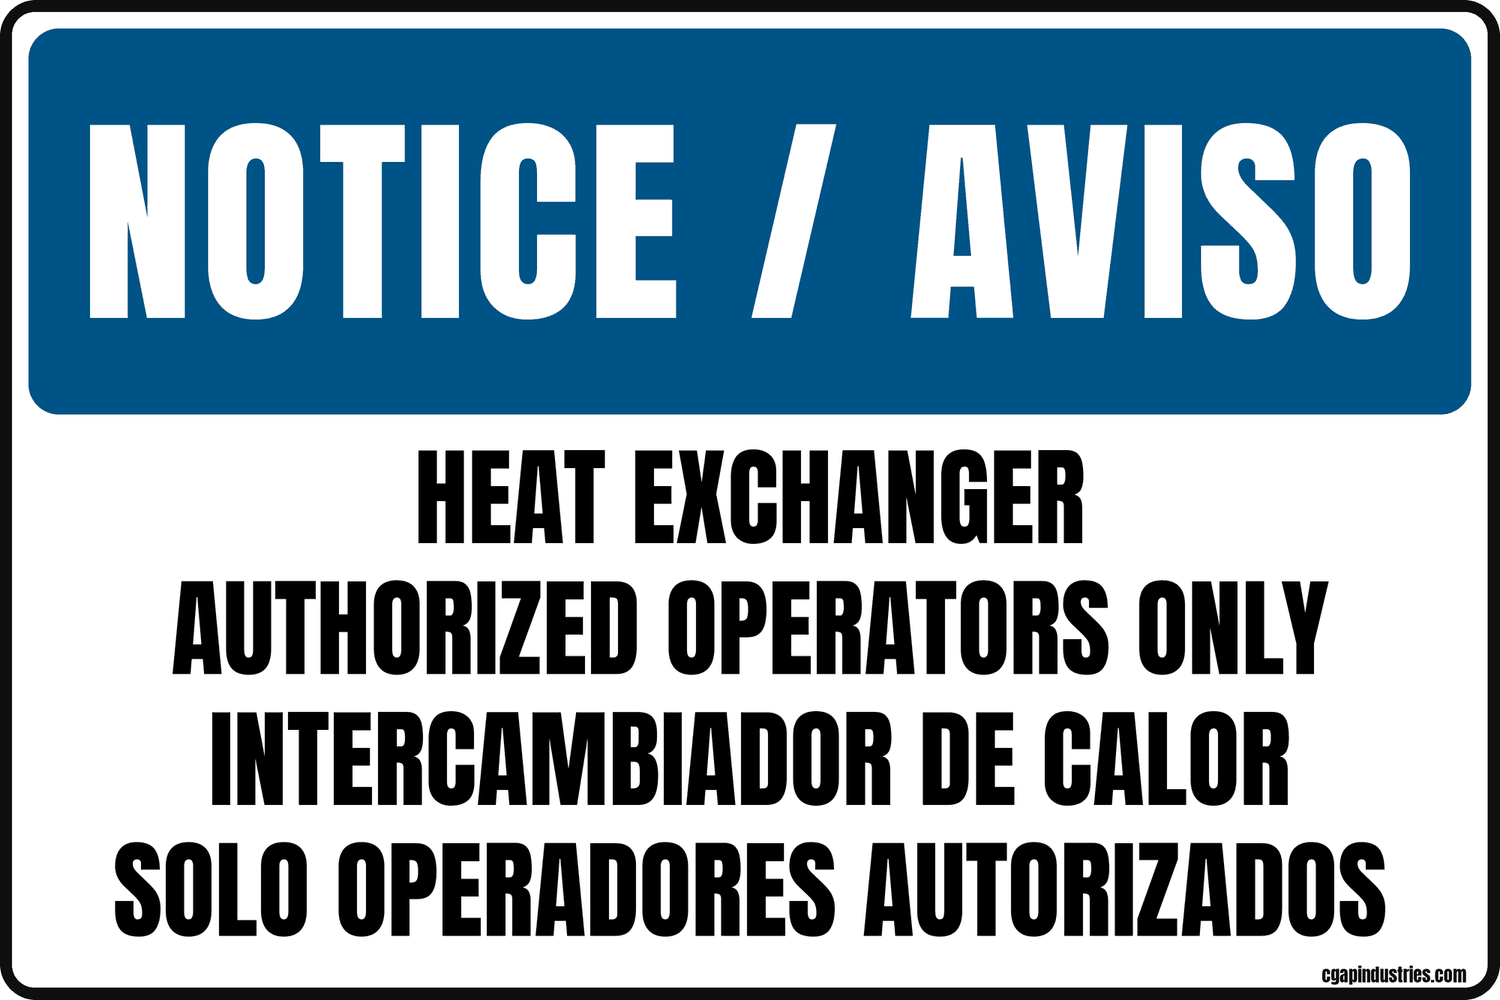 NOTICE / AVISO
HEAT EXCHANGER
AUTHORIZED OPERATORS ONLY
INTERCAMBIADOR DE CALOR
SOLO OPERADORES AUTORIZADOS
cgapindustries.com